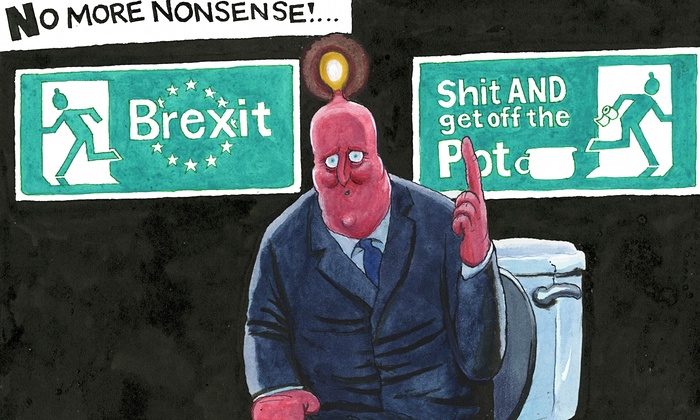 NO MORE NONSENSE!...
Brexit
Shit AND
get off the
Pot